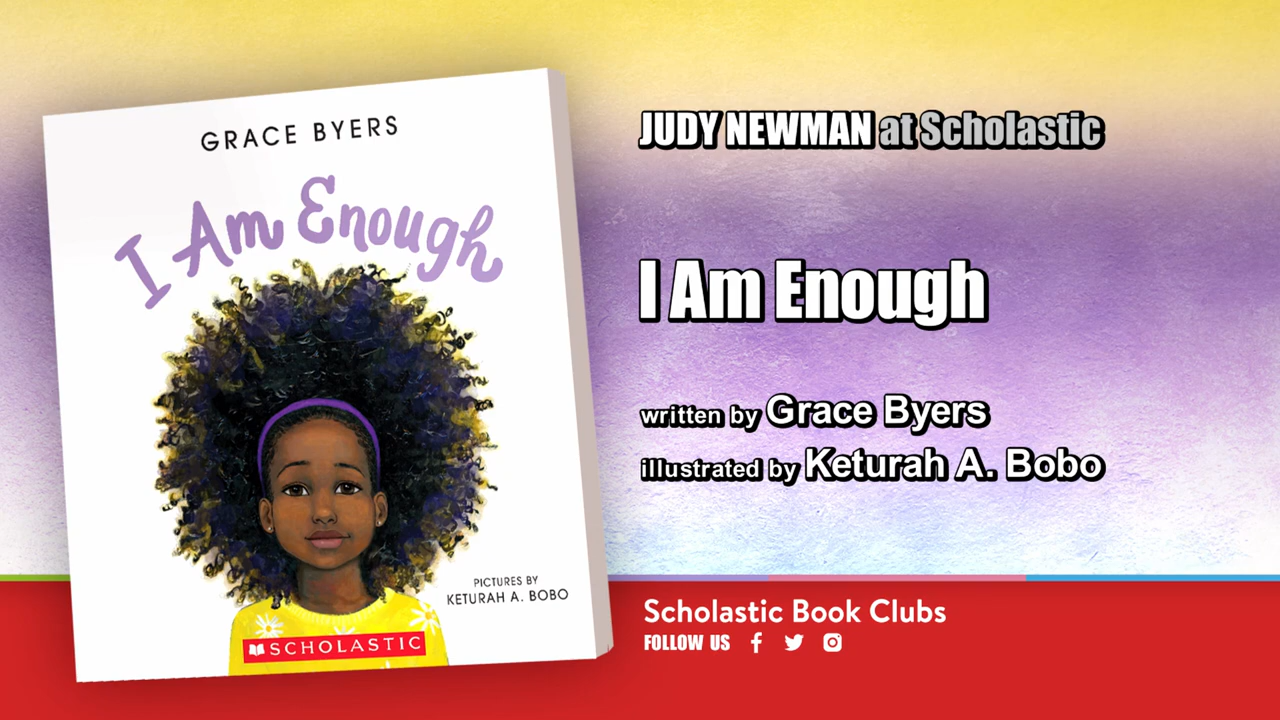 GRACE BYERS
I Am Enough
PICTURES BY
KETURAH A. BOBO
SCHOLASTIC
JUDY NEWMAN at Scholastic
I Am Enough
written by Grace Byers
illustrated by Keturah A. Bobo
Scholastic Book Clubs
FOLLOW US